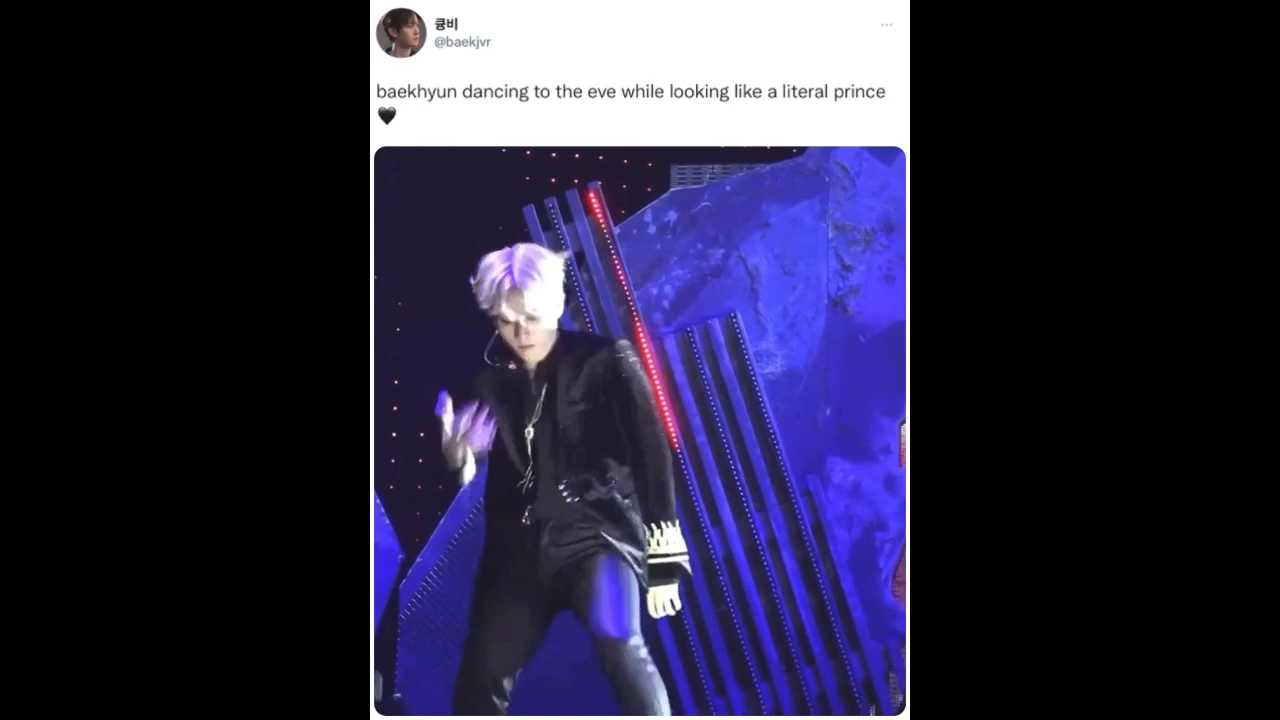 큥비
@baekjvr
baekhyun dancing to the eve while looking like a literal prince
🖤